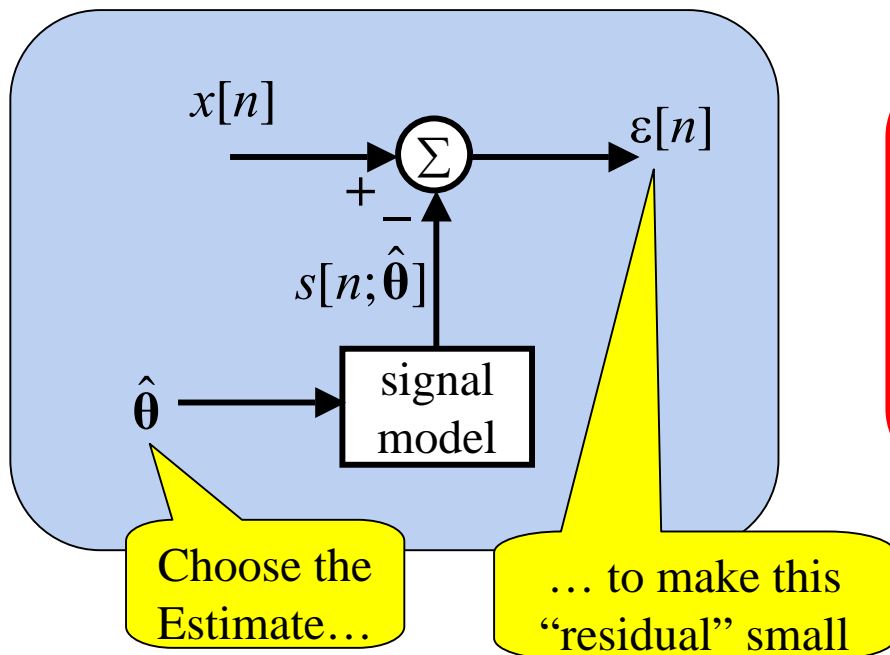 x[n]
Σ
ε[n]
+
−
s[n;θ̂]
θ̂
signal
model
Choose the
Estimate…
… to make this
“residual” small